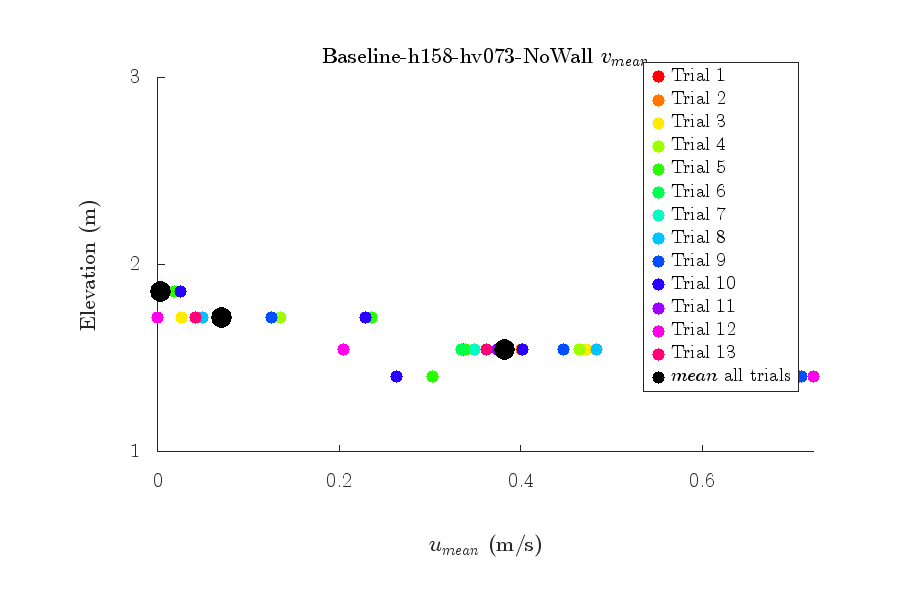 Baseline-h158-hv073-NoWall v_mean
3
2
1
Elevation (m)
0
0.2
0.4
0.6
u_mean (m/s)
Trial 1
Trial 2
Trial 3
Trial 4
Trial 5
Trial 6
Trial 7
Trial 8
Trial 9
Trial 10
Trial 11
Trial 12
Trial 13
mean all trials